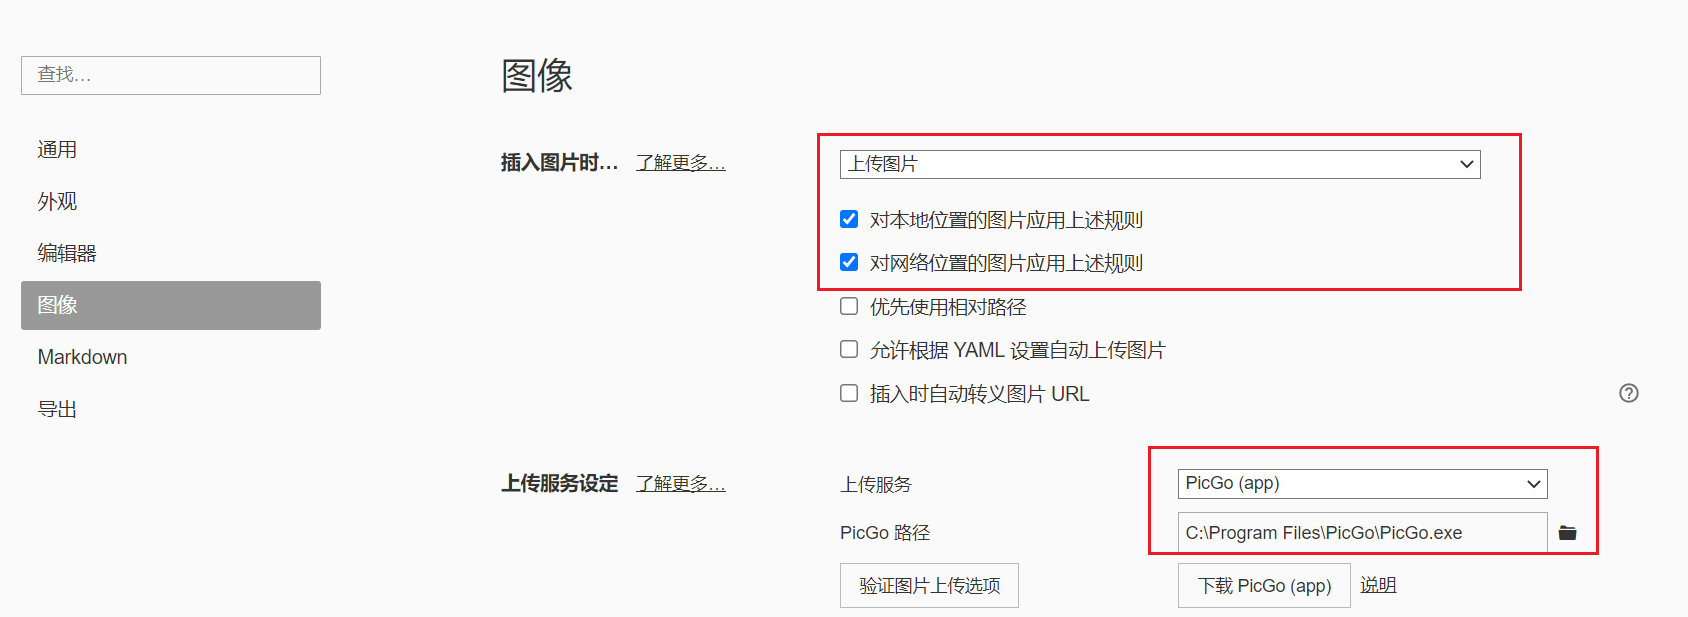 查找...
通用
外观
编辑器
图像
Markdown
导出
图像
插入图片时... 了解更多...
上传图片
对本地位置的图片应用上述规则
对网络位置的图片应用上述规则
优先使用相对路径
允许根据 YAML 设置自动上传图片
插入时自动转义图片 URL
?
上传服务设定 了解更多...
上传服务 PicGo (app)
PicGo 路径 C:\Program Files\PicGo\PicGo.exe
验证图片上传选项 下载 PicGo (app) 说明